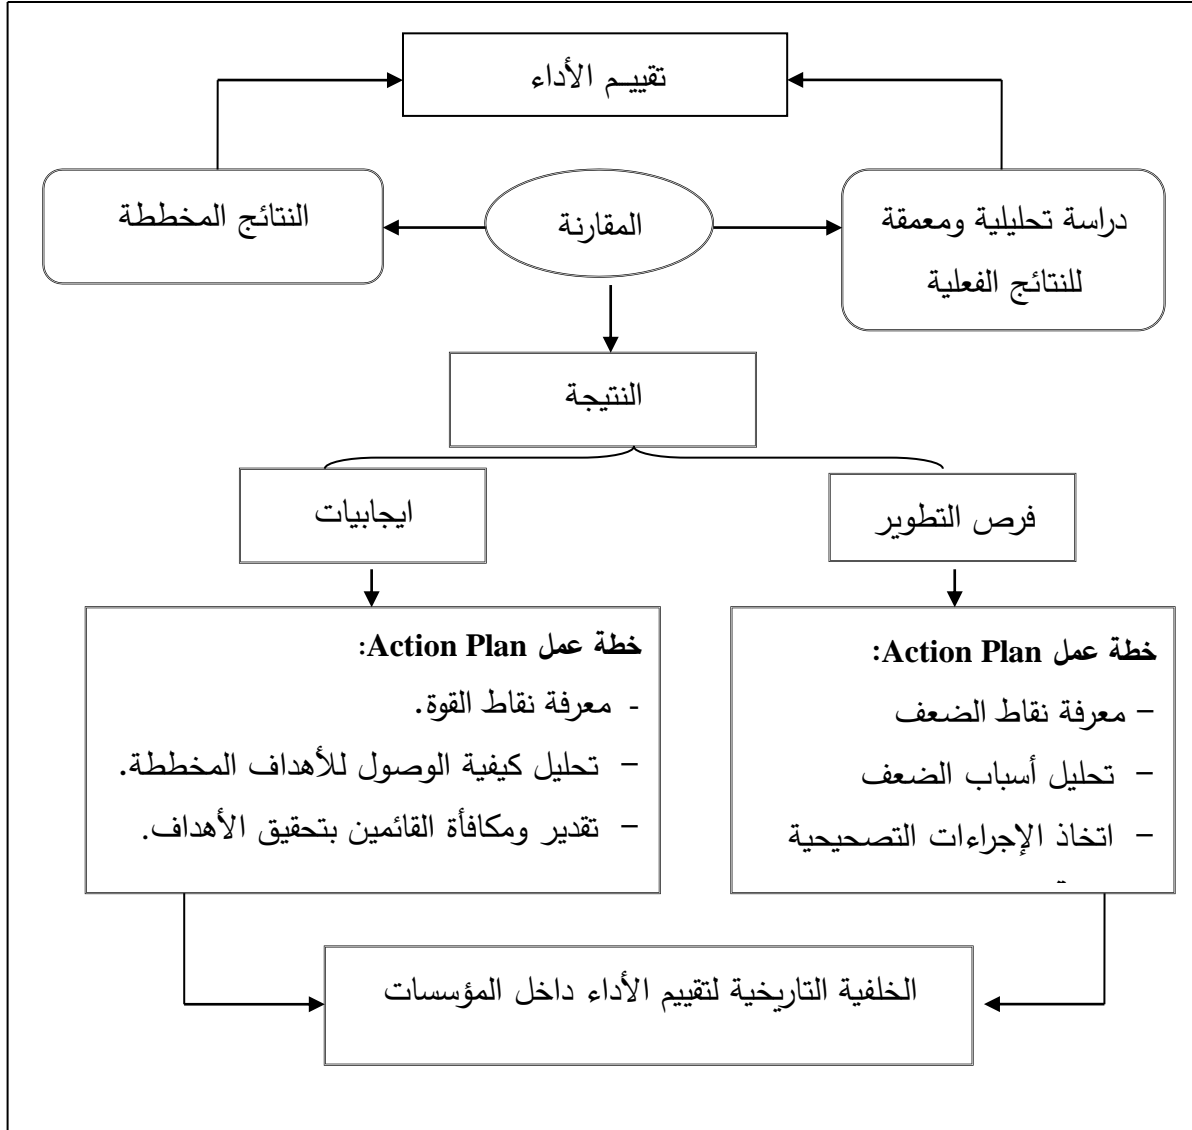 تقييـم الأداء
دراسة تحليلية ومعمقة
للنتائج الفعلية
المقارنة
النتائج المخططة
النتيجة
فرص التطوير
ايجابيات
خطة عمل Action Plan:
– معرفة نقاط الضعف
– تحليل أسباب الضعف
– اتخاذ الإجراءات التصحيحية
خطة عمل Action Plan:
- معرفة نقاط القوة.
– تحليل كيفية الوصول للأهداف المخططة.
– تقدير ومكافأة القائمين بتحقيق الأهداف.
الخلفية التاريخية لتقييم الأداء داخل المؤسسات